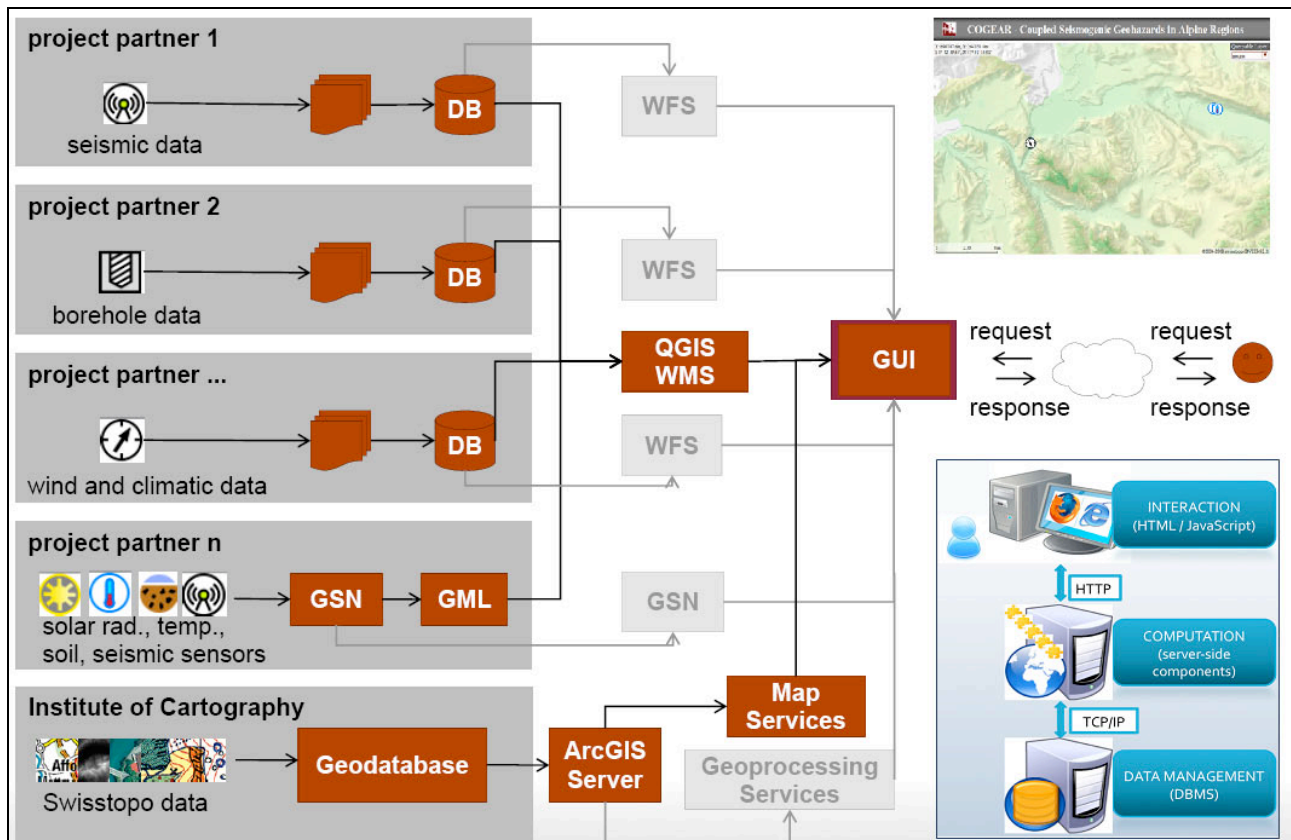 project partner 1
seismic data
DB
WFS
project partner 2
borehole data
DB
WFS
project partner ...
wind and climatic data
DB
QGIS
WMS
WFS
GUI
project partner n
solar rad., temp.,
soil, seismic sensors
GSN
GML
GSN
Institute of Cartography
Swisstopo data
Geodatabase
ArcGIS
Server
Map
Services
Geoprocessing
Services
COGEAR Coupled Seismogenic Geohazards in Alpine Regions
request
response
request
response
INTERACTION
(HTML / JavaScript)
HTTP
COMPUTATION
(server-side
components)
TCP/IP
DATA MANAGEMENT
(DBMS)